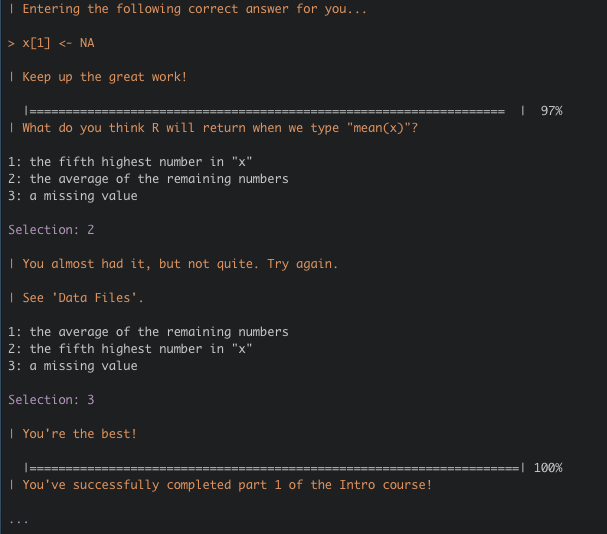 | Entering the following correct answer for you...
> x[1] <- NA
| Keep up the great work!
|================================================================== | 97%
| What do you think R will return when we type "mean(x)"?
1: the fifth highest number in "x"
2: the average of the remaining numbers
3: a missing value
Selection: 2
| You almost had it, but not quite. Try again.
| See 'Data Files'.
1: the average of the remaining numbers
2: the fifth highest number in "x"
3: a missing value
Selection: 3
| You're the best!
|====================================================================| 100%
| You've successfully completed part 1 of the Intro course!
...